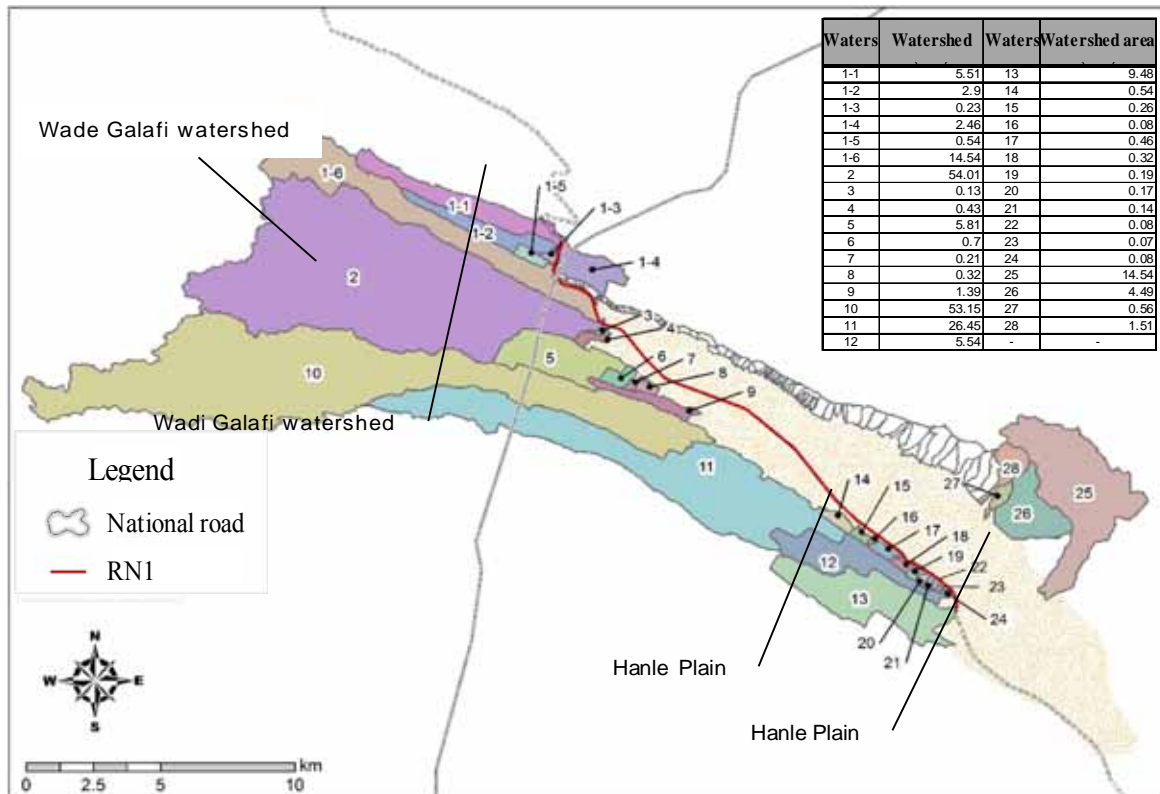 Waters Watershed Waters Watershed area
1-1 5.51 13 9.48
1-2 2.9 14 0.54
1-3 0.23 15 0.26
1-4 2.46 16 0.08
1-5 0.54 17 0.46
1-6 14.54 18 0.32
2 54.01 19 0.19
3 0.13 20 0.17
4 0.43 21 0.14
5 5.81 22 0.08
6 0.7 23 0.07
7 0.21 24 0.08
8 0.32 25 14.54
9 1.39 26 4.49
10 53.15 27 0.56
11 26.45 28 1.51
12 5.54 - -
Wade Galafi watershed
1-6
1-5
1-3
1-1
1-2
1-4
2
3
4
5
6
7
8
10
9
Wadi Galafi watershed
11
28
27
25
26
14
15
16
17
18
12
19
22
13
23
24
20
21
Legend
National road
RN1
Hanle Plain
Hanle Plain
N
W E
S
km
0 2.5 5 10